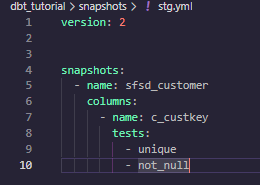 dbt_tutorial > snapshots > ! stg.yml
1 version: 2
2
3
4 snapshots:
5 - name: sfsd_customer
6 columns:
7 - name: c_custkey
8 tests:
9 - unique
10 - not_null